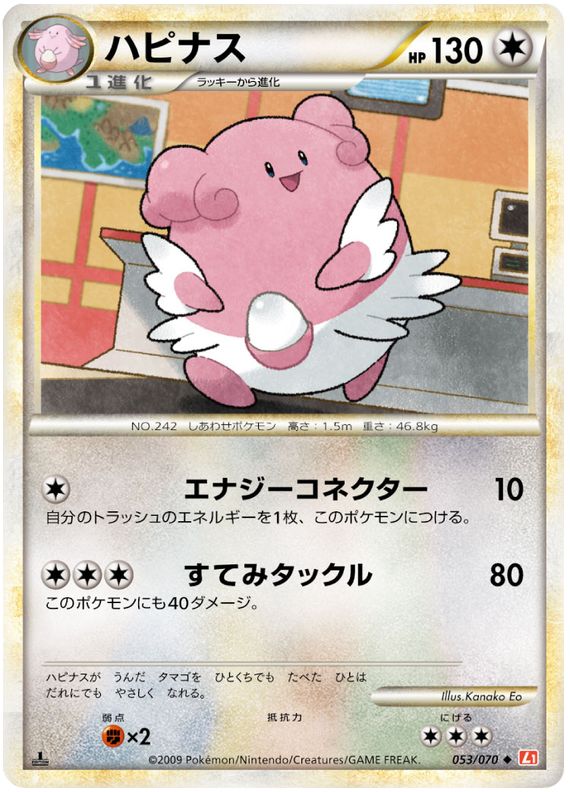 ハピナス HP 130
1進化 ラッキーから進化
NO.242 しあわせポケモン 高さ：1.5m 重さ：46.8kg
エナジーコネクター 10
自分のトラッシュのエネルギーを1枚、このポケモンにつける。
すてみタックル 80
このポケモンにも40ダメージ。
ハピナスが うんだ タマゴを ひとくちでも たべた ひとは
だれにでも やさしく なれる。
Illus.Kanako Eo
弱点 抵抗力 にげる
×2
1 EDITION ©2009 Pokémon/Nintendo/Creatures/GAME FREAK. 053/070 ◆ L1